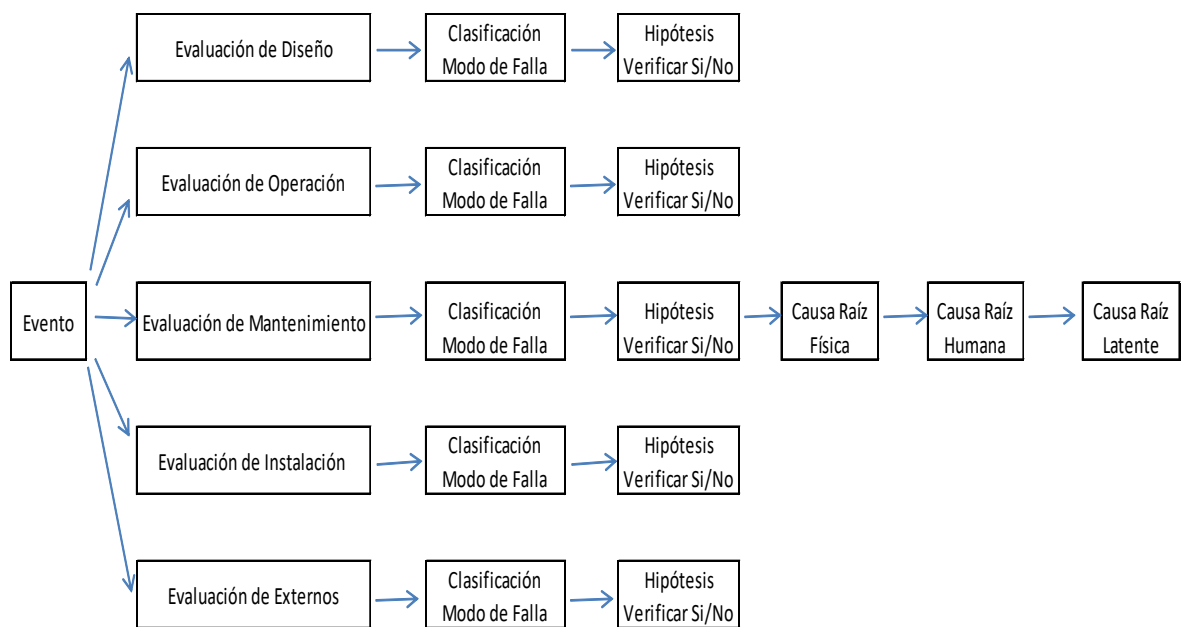 Evaluación de Diseño
Clasificación
Modo de Falla
Hipótesis
Verificar Si/No
Evaluación de Operación
Clasificación
Modo de Falla
Hipótesis
Verificar Si/No
Evento
Evaluación de Mantenimiento
Clasificación
Modo de Falla
Hipótesis
Verificar Si/No
Causa Raíz
Física
Causa Raíz
Humana
Causa Raíz
Latente
Evaluación de Instalación
Clasificación
Modo de Falla
Hipótesis
Verificar Si/No
Evaluación de Externos
Clasificación
Modo de Falla
Hipótesis
Verificar Si/No